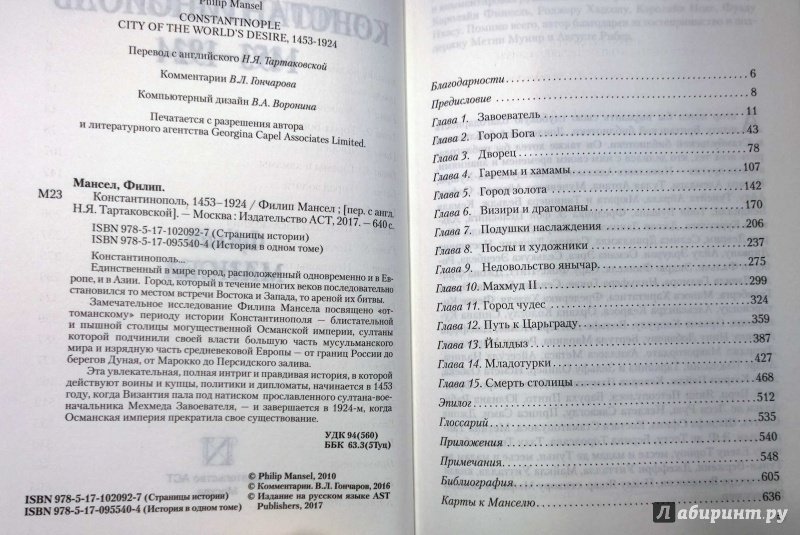 Philip Mansel
CONSTANTINOPLE
CITY OF THE WORLD'S DESIRE, 1453-1924
Перевод с английского Н.Я. Тартаковской
Комментарии В.Л. Гончарова
Компьютерный дизайн В.А. Воронина
Печатается с разрешения автора
и литературного агентства Georgina Capel Associates Limited.
Мансел, Филип.
М23 Константинополь, 1453–1924 / Филип Мансел ; [пер. с англ.
Н.Я. Тартаковской]. – Москва : Издательство АСТ, 2017. – 640 с.
ISBN 978-5-17-102092-7 (Страницы истории)
ISBN 978-5-17-095540-4 (История в одном томе)
Константинополь...
Единственный в мире город, расположенный одновременно и в Ев-
ропе, и в Азии. Город, который в течение многих веков последовательно
становился то местом встречи Востока и Запада, то ареной их битвы.
Замечательное исследование Филипа Мансела посвящено «от-
томанскому» периоду истории Константинополя – блистательной
и пышной столицы могущественной Османской империи, султаны
которой подчинили своей власти большую часть мусульманского
мира и изрядную часть средневековой Европы – от границ России до
берегов Дуная, от Марокко до Персидского залива.
Эта увлекательная, полная интриг и правдивая история, в которой
действуют воины и купцы, политики и дипломаты, начинается в 1453
году, когда Византия пала под натиском прославленного султана-вое-
начальника Мехмеда Завоевателя, – и завершается в 1924-м, когда
Османская империя прекратила свое существование.
УДК 94(560)
ББК 63.3(5Туц)
© Philip Mansel, 2010
© Комментарии. В.Л. Гончаров, 2016
ISBN 978-5-17-102092-7 (Страницы истории) © Издание на русском языке AST
ISBN 978-5-17-095540-4 (История в одном томе) Publishers, 2017
Благодарности 6
Предисловие 8
Глава 1. Завоеватель 11
Глава 2. Город Бога 43
Глава 3. Дворец 78
Глава 4. Гаремы и хамамы 107
Глава 5. Город золота 142
Глава 6. Визири и драгоманы 170
Глава 7. Подушки наслаждения 206
Глава 8. Послы и художники 237
Глава 9. Недовольство янычар 275
Глава 10. Махмуд II 299
Глава 11. Город чудес 324
Глава 12. Путь к Царьграду 359
Глава 13. Йылдыз 387
Глава 14. Младотурки 427
Глава 15. Смерть столицы 468
Эпилог 512
Глоссарий 535
Приложения 540
Примечания 548
Библиография 605
Карты к Манселю 636
Лабиринт.ру